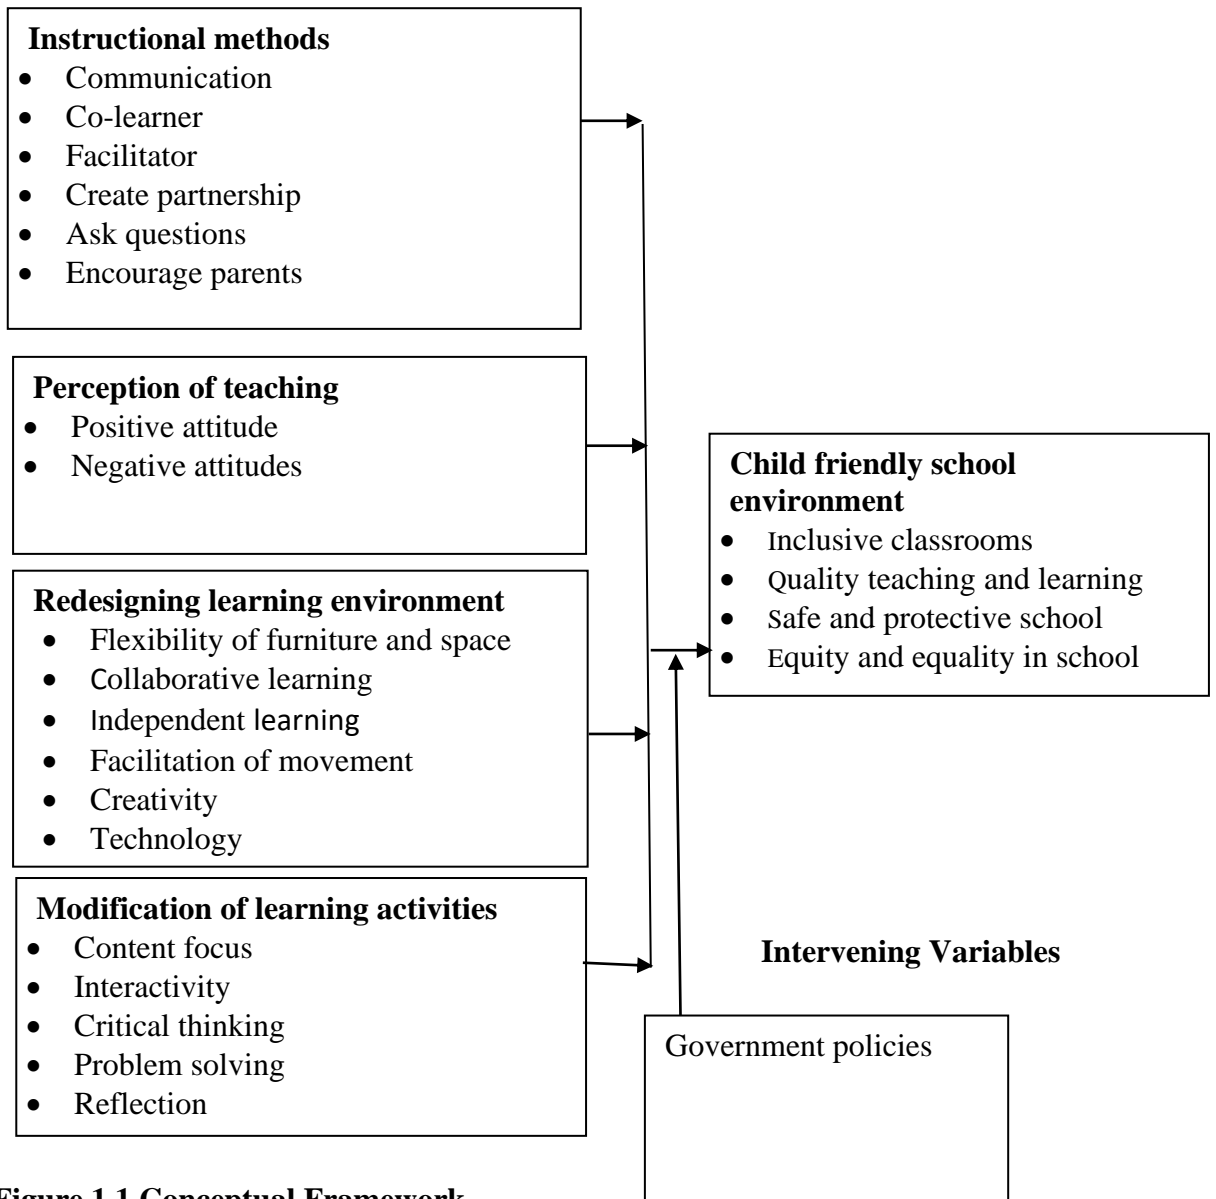 Instructional methods
• Communication
• Co-learner
• Facilitator
• Create partnership
• Ask questions
• Encourage parents
Perception of teaching
• Positive attitude
• Negative attitudes
Redesigning learning environment
• Flexibility of furniture and space
• Collaborative learning
• Independent learning
• Facilitation of movement
• Creativity
• Technology
Modification of learning activities
• Content focus
• Interactivity
• Critical thinking
• Problem solving
• Reflection
Child friendly school
environment
• Inclusive classrooms
• Quality teaching and learning
• Safe and protective school
• Equity and equality in school
Intervening Variables
Government policies
Figure 1.1 Conceptual Framework